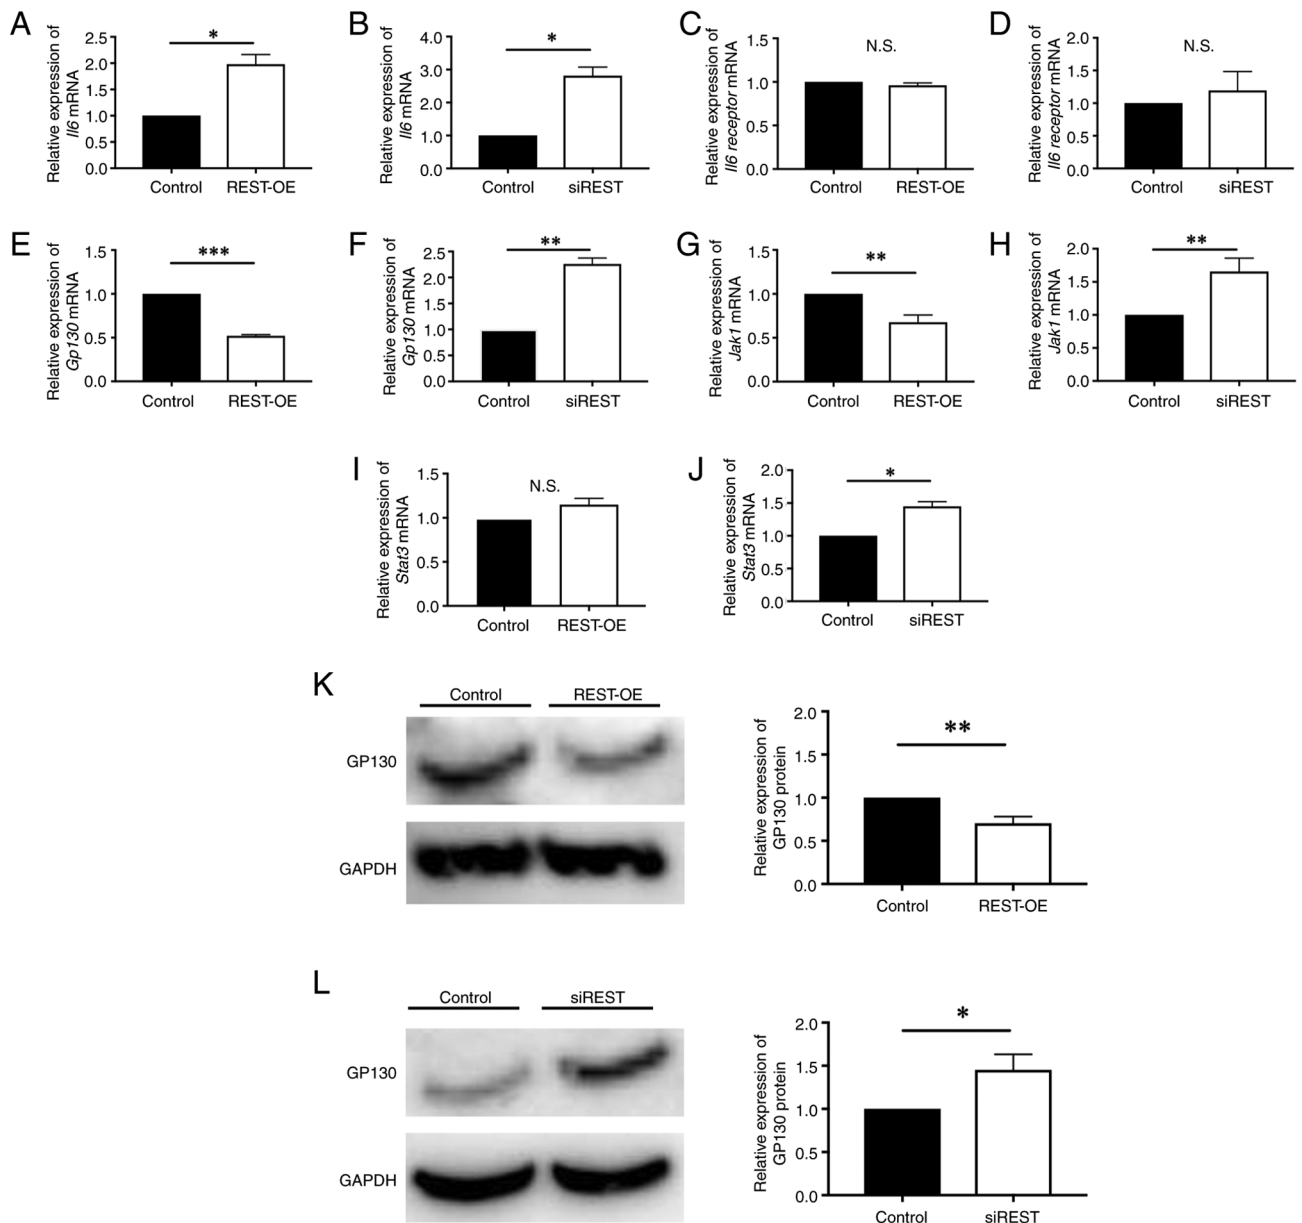 A
Relative expression of
Il6 mRNA
2.5
2.0
1.5
1.0
0.5
0.0
*
Control
REST-OE
B
Relative expression of
Il6 mRNA
4.0
3.0
2.0
1.0
0.0
*
Control
siREST
C
Relative expression of
Il6 receptor mRNA
1.5
1.0
0.5
0.0
N.S.
Control
REST-OE
D
Relative expression of
Il6 receptor mRNA
2.0
1.5
1.0
0.5
0.0
N.S.
Control
siREST
E
Relative expression of
Gp130 mRNA
1.5
1.0
0.5
0.0
***
Control
REST-OE
F
Relative expression of
Gp130 mRNA
2.5
2.0
1.5
1.0
0.5
0.0
**
Control
siREST
G
Relative expression of
Jak1 mRNA
1.5
1.0
0.5
0.0
**
Control
REST-OE
H
Relative expression of
Jak1 mRNA
2.0
1.5
1.0
0.5
0.0
**
Control
siREST
I
Relative expression of
Stat3 mRNA
1.5
1.0
0.5
0.0
N.S.
Control
REST-OE
J
Relative expression of
Stat3 mRNA
2.0
1.5
1.0
0.5
0.0
*
Control
siREST
K
Control
REST-OE
GP130
GAPDH
Relative expression of
GP130 protein
2.0
1.5
1.0
0.5
0.0
**
Control
REST-OE
L
Control
siREST
GP130
GAPDH
Relative expression of
GP130 protein
2.0
1.5
1.0
0.5
0.0
*
Control
siREST